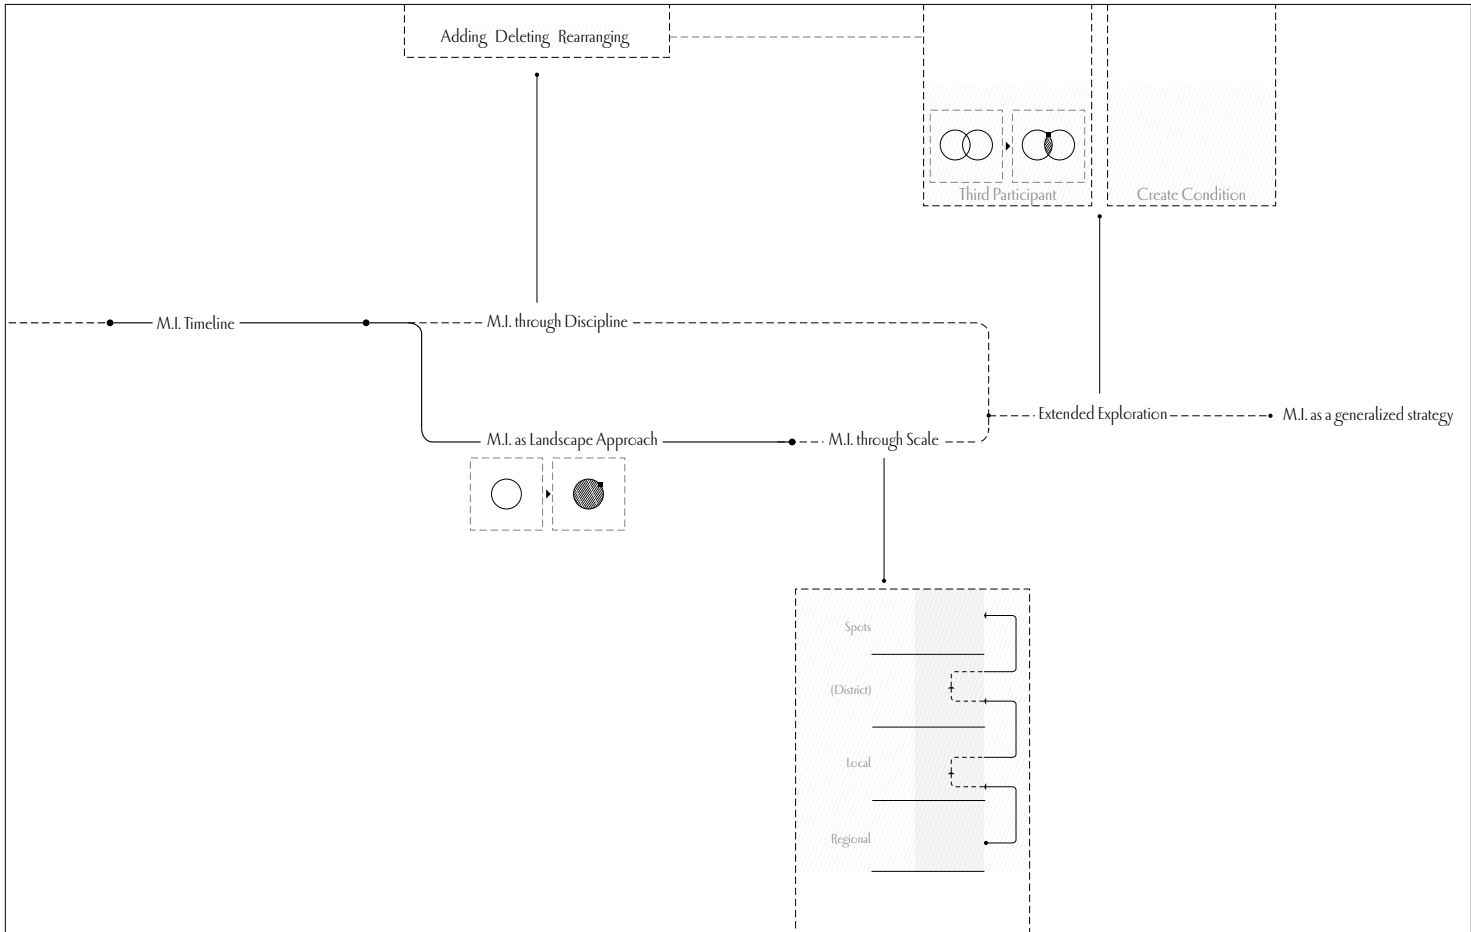 Adding Deleting Rearranging
Third Participant
Create Condition
M.I. Timeline
M.I. through Discipline
Extended Exploration
M.I. as a generalized strategy
M.I. as Landscape Approach
M.I. through Scale
Spots
(District)
Local
Regional